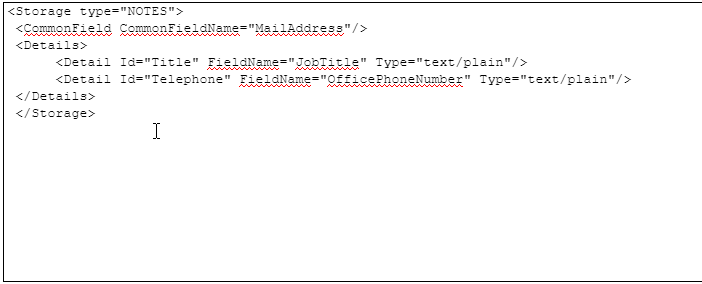 <Storage type="NOTES">
<CommonField CommonFieldName="MailAddress"/>
<Details>
<Detail Id="Title" FieldName="JobTitle" Type="text/plain"/>
<Detail Id="Telephone" FieldName="OfficePhoneNumber" Type="text/plain"/>
</Details>
</Storage>